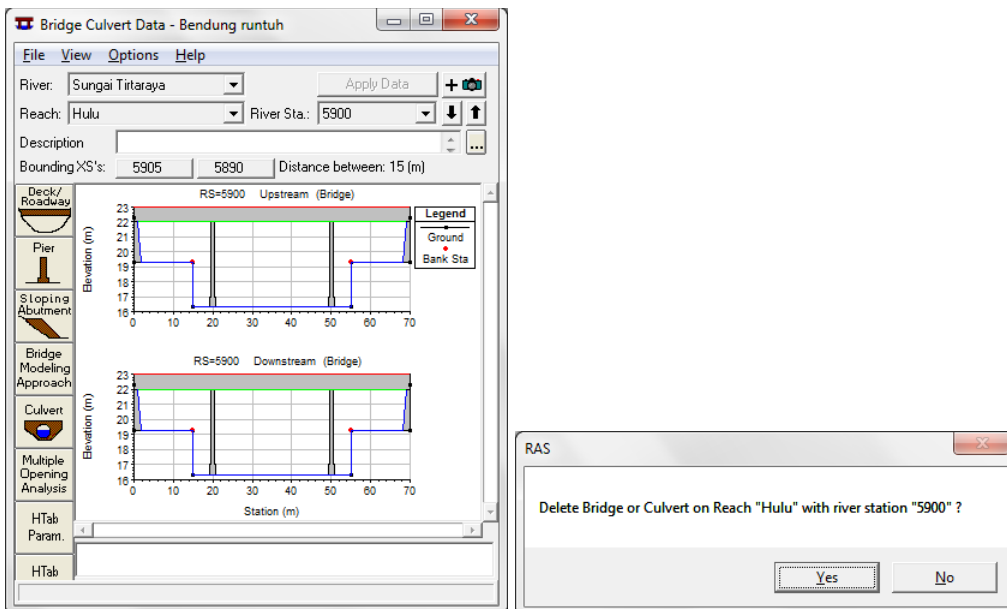 Bridge Culvert Data - Bendung runtuh
File View Options Help
River: Sungai Tirtaraya Apply Data +
Reach: Hulu River Sta.: 5900
Description ...
Bounding XS's: 5905 5890 Distance between: 15 (m)
Deck/
Roadway
Pier
Sloping
Abutment
Bridge
Modeling
Approach
Culvert
Multiple
Opening
Analysis
HTab
Param.
HTab
RS=5900 Upstream (Bridge)
Elevation (m)
23
22
21
20
19
18
17
16
0 10 20 30 40 50 60 70
Legend
Ground
Bank Sta
RS=5900 Downstream (Bridge)
Elevation (m)
23
22
21
20
19
18
17
16
0 10 20 30 40 50 60 70
Station (m)
RAS
Delete Bridge or Culvert on Reach "Hulu" with river station "5900" ?
Yes No